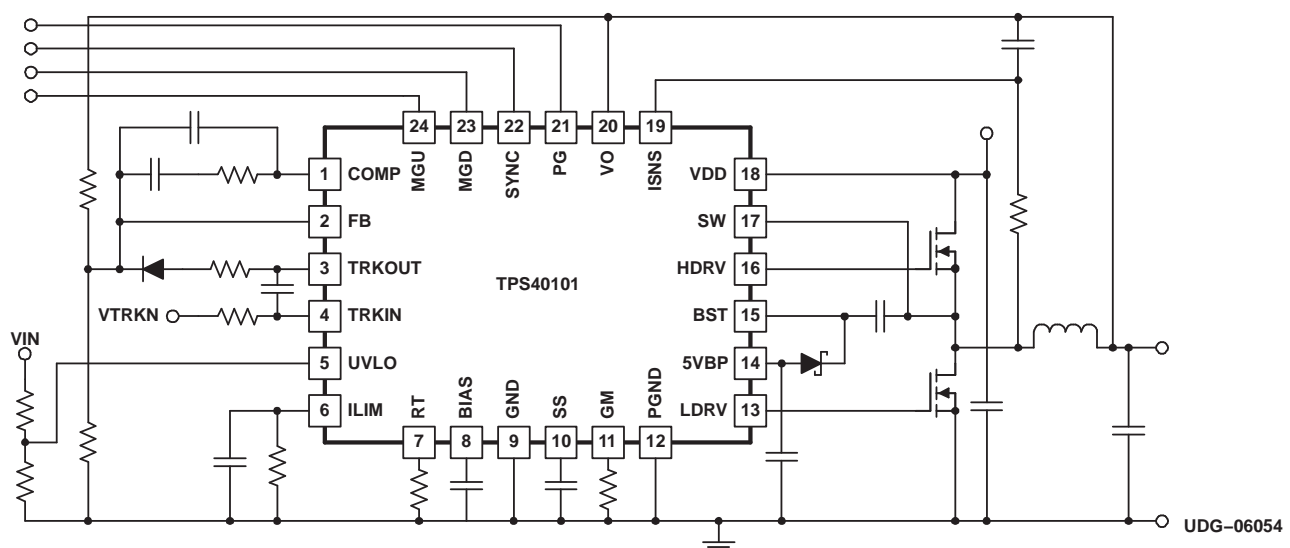 24 23 22 21 20 19
MGU MGD SYNC PG VO ISNS
1 COMP
2 FB
3 TRKOUT
4 TRKIN
5 UVLO
6 ILIM
VTRKN
VIN
TPS40101
VDD 18
SW 17
HDRV 16
BST 15
5VBP 14
LDRV 13
RT BIAS GND SS GM PGND
7 8 9 10 11 12
UDG–06054